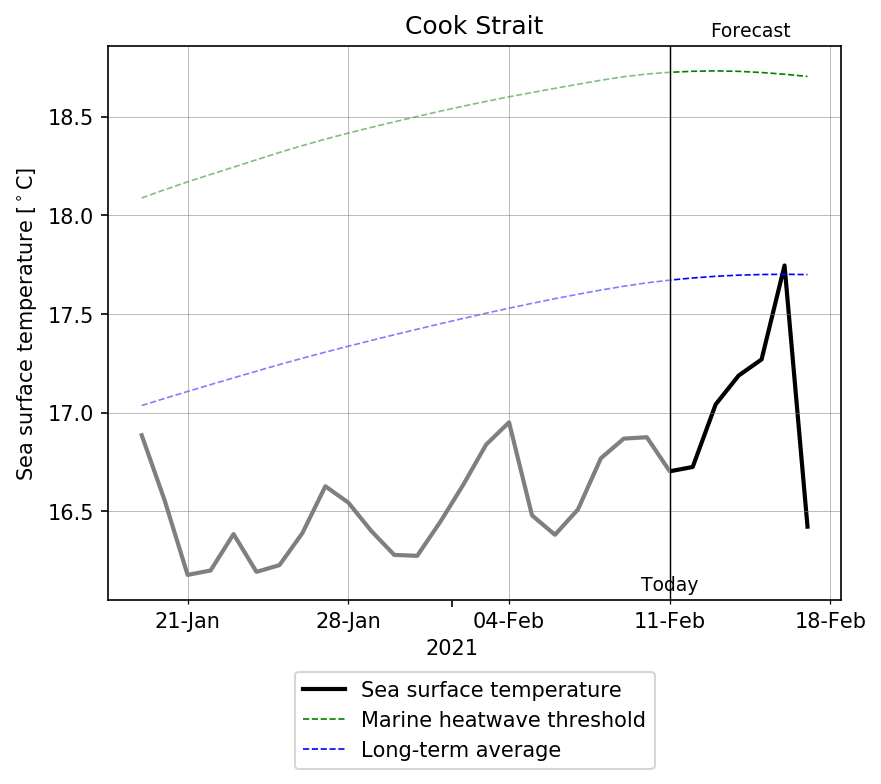 Cook Strait
Forecast
Sea surface temperature [°C]
18.5
18.0
17.5
17.0
16.5
Today
21-Jan 28-Jan 04-Feb 11-Feb 18-Feb
2021
Sea surface temperature
Marine heatwave threshold
Long-term average